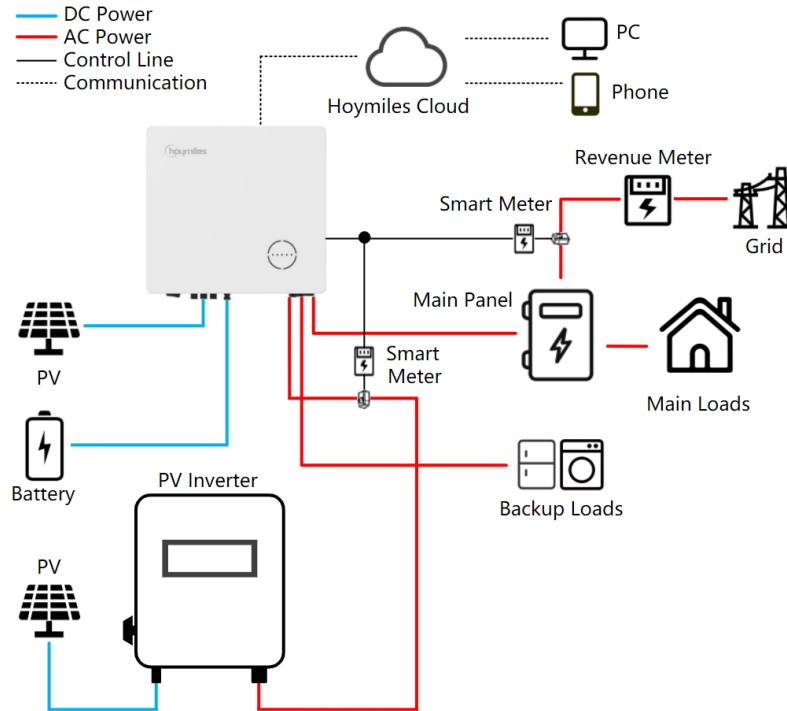 DC Power
AC Power
Control Line
Communication
Hoymiles Cloud
PC
Phone
hoymiles
Revenue Meter
Smart Meter
Grid
Main Panel
PV
Smart
Meter
Main Loads
Battery
PV Inverter
Backup Loads
PV